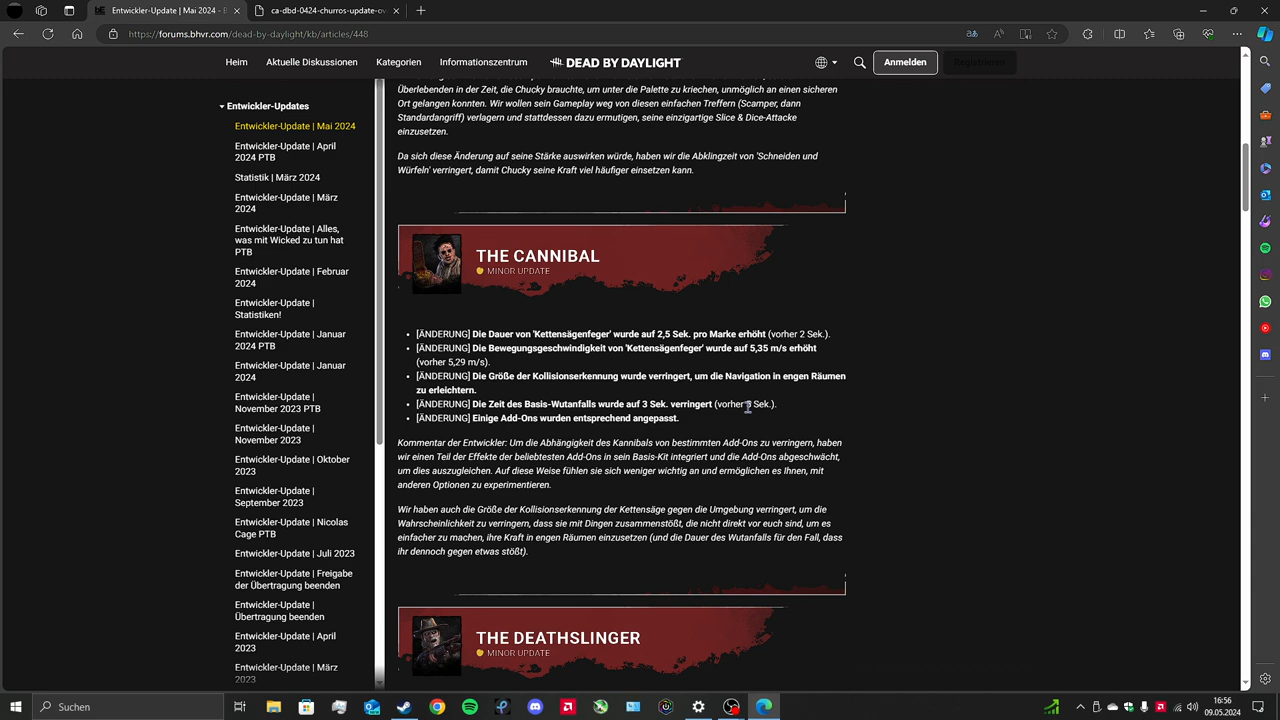 Entwickler-Update | Mai 2024 - B
ca-dbd-0424-churros-update-ov
https://forums.bhvr.com/dead-by-daylight/kb/articles/448
Heim
Aktuelle Diskussionen
Kategorien
Informationszentrum
DEAD BY DAYLIGHT
Anmelden
Registrieren
Entwickler-Updates
Entwickler-Update | Mai 2024
Entwickler-Update | April
2024 PTB
Statistik | März 2024
Entwickler-Update | März
2024
Entwickler-Update | Alles,
was mit Wicked zu tun hat
PTB
Entwickler-Update | Februar
2024
Entwickler-Update |
Statistiken!
Entwickler-Update | Januar
2024 PTB
Entwickler-Update | Januar
2024
Entwickler-Update |
November 2023 PTB
Entwickler-Update |
November 2023
Entwickler-Update | Oktober
2023
Entwickler-Update |
September 2023
Entwickler-Update | Nicolas
Cage PTB
Entwickler-Update | Juli 2023
Entwickler-Update | Freigabe
der Übertragung beenden
Entwickler-Update |
Übertragung beenden
Entwickler-Update | April
2023
Entwickler-Update | März
2023
Überlebenden in der Zeit, die Chucky brauchte, um unter die Palette zu kriechen, unmöglich an einen sicheren
Ort gelangen konnten. Wir wollen sein Gameplay weg von diesen einfachen Treffern (Scamper, dann
Standardangriff) verlagern und stattdessen dazu ermutigen, seine einzigartige Slice & Dice-Attacke
einzusetzen.
Da sich diese Änderung auf seine Stärke auswirken würde, haben wir die Abklingzeit von 'Schneiden und
Würfeln' verringert, damit Chucky seine Kraft viel häufiger einsetzen kann.
THE CANNIBAL
MINOR UPDATE
• [ÄNDERUNG] Die Dauer von 'Kettensägenfeger' wurde auf 2,5 Sek. pro Marke erhöht (vorher 2 Sek.).
• [ÄNDERUNG] Die Bewegungsgeschwindigkeit von 'Kettensägenfeger' wurde auf 5,35 m/s erhöht
(vorher 5,29 m/s).
• [ÄNDERUNG] Die Größe der Kollisionserkennung wurde verringert, um die Navigation in engen Räumen
zu erleichtern.
• [ÄNDERUNG] Die Zeit des Basis-Wutanfalls wurde auf 3 Sek. verringert (vorher Sek.).
• [ÄNDERUNG] Einige Add-Ons wurden entsprechend angepasst.
Kommentar der Entwickler: Um die Abhängigkeit des Kannibals von bestimmten Add-Ons zu verringern, haben
wir einen Teil der Effekte der beliebtesten Add-Ons in sein Basis-Kit integriert und die Add-Ons abgeschwächt,
um dies auszugleichen. Auf diese Weise fühlen sie sich weniger wichtig an und ermöglichen es Ihnen, mit
anderen Optionen zu experimentieren.
Wir haben auch die Größe der Kollisionserkennung der Kettensäge gegen die Umgebung verringert, um die
Wahrscheinlichkeit zu verringern, dass sie mit Dingen zusammenstößt, die nicht direkt vor euch sind, um es
einfacher zu machen, ihre Kraft in engen Räumen einzusetzen (und die Dauer des Wutanfalls für den Fall, dass
ihr dennoch gegen etwas stößt).
THE DEATHSLINGER
MINOR UPDATE
Suchen
16:56
09.05.2024